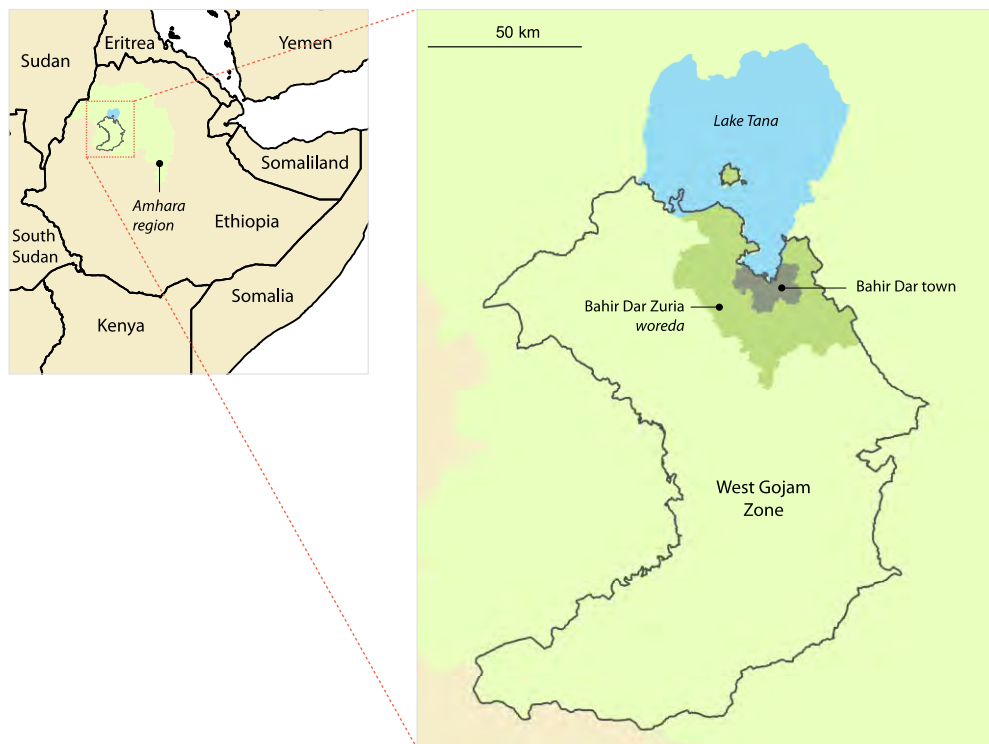 Eritrea
Yemen
Sudan
Somaliland
Amhara
region
Ethiopia
South
Sudan
Somalia
Kenya
50 km
Lake Tana
Bahir Dar town
Bahir Dar Zuria
woreda
West Gojam
Zone